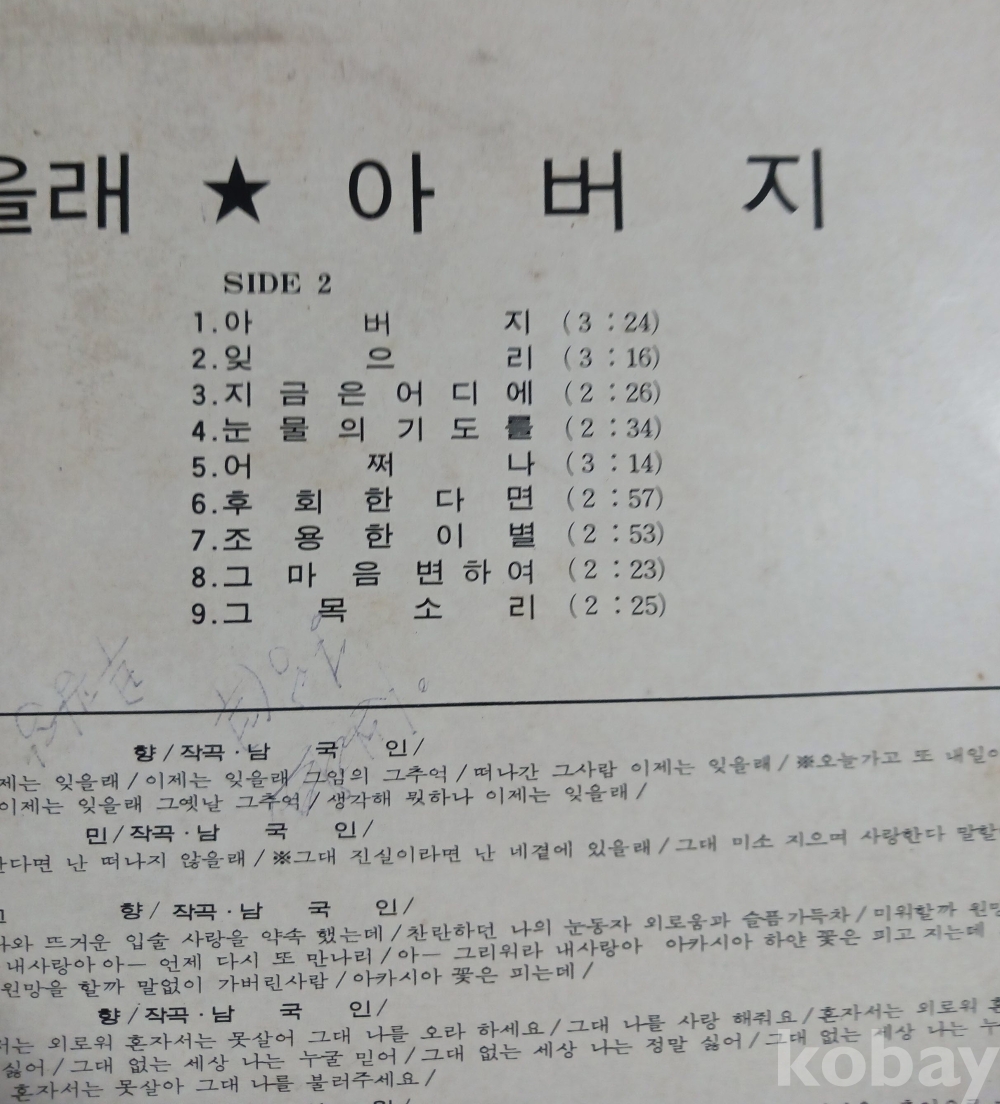 을래 ★ 아 버 지
SIDE 2
1.아 버 지 (3:24)
2.잊 으 리 (3:16)
3.지 금 은 어 디 에 (2:26)
4.눈 물 의 기 도 를 (2:34)
5.어 쩌 나 (3:14)
6.후 회 한 다 면 (2:57)
7.조 용 한 이 별 (2:53)
8.그 마 음 변 하 여 (2:23)
9.그 목 소 리 (2:25)
향/작곡·남 국 인/
제는 잊을래/이제는 잊을래 그임의 그추억/떠나간 그사람 이제는 잊을래/※오늘가고 또 내일이
이제는 잊을래 그옛날 그추억/생각해 뭣하나 이제는 잊을래/
민/작곡·남 국 인/
한다면 난 떠나지 않을래/※그대 진실이라면 난 네곁에 있을래/그대 미소 지으며 사랑한다 말할
향/작곡·남 국 인/
와 뜨거운 입술 사랑을 약속 했는데/찬란하던 나의 눈동자 외로움과 슬픔가득차/미워할까 원망
내사랑아아— 언제 다시 또 만나리/아— 그리워라 내사랑아 아카시아 하얀 꽃은 피고 지는데
원망을 할까 말없이 가버린사람/아카시아 꽃은 피는데/
향/작곡·남 국 인/
서는 외로워 혼자서는 못살어 그대 나를 오라 하세요/그대 나를 사랑 해줘요/혼자서는 외로워 혼
싫어/그대 없는 세상 나는 누굴 믿어/그대 없는 세상 나는 정말 싫어/그대 없는 세상 나는 누
혼자서는 못살아 그대 나를 불러주세요/
kobay